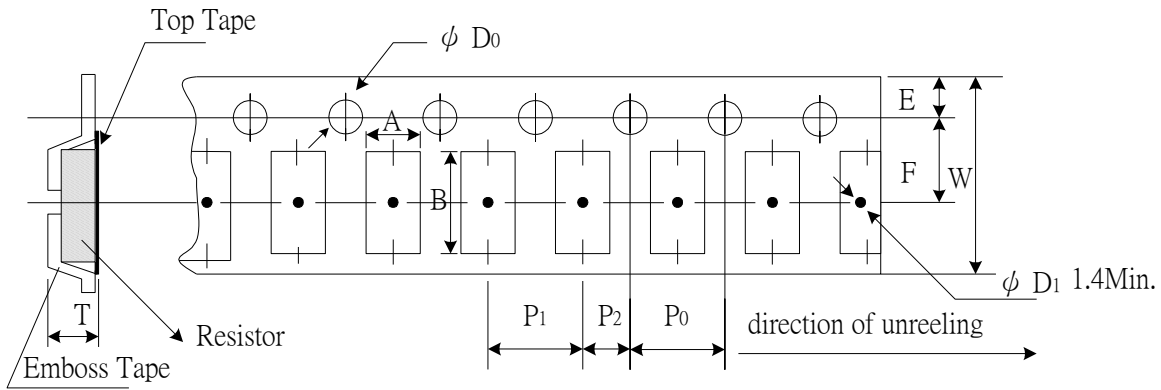 Top Tape
ϕ D0
A
E
F
W
B
ϕ D1 1.4Min.
T
P1
P2
P0
direction of unreeling
Resistor
Emboss Tape